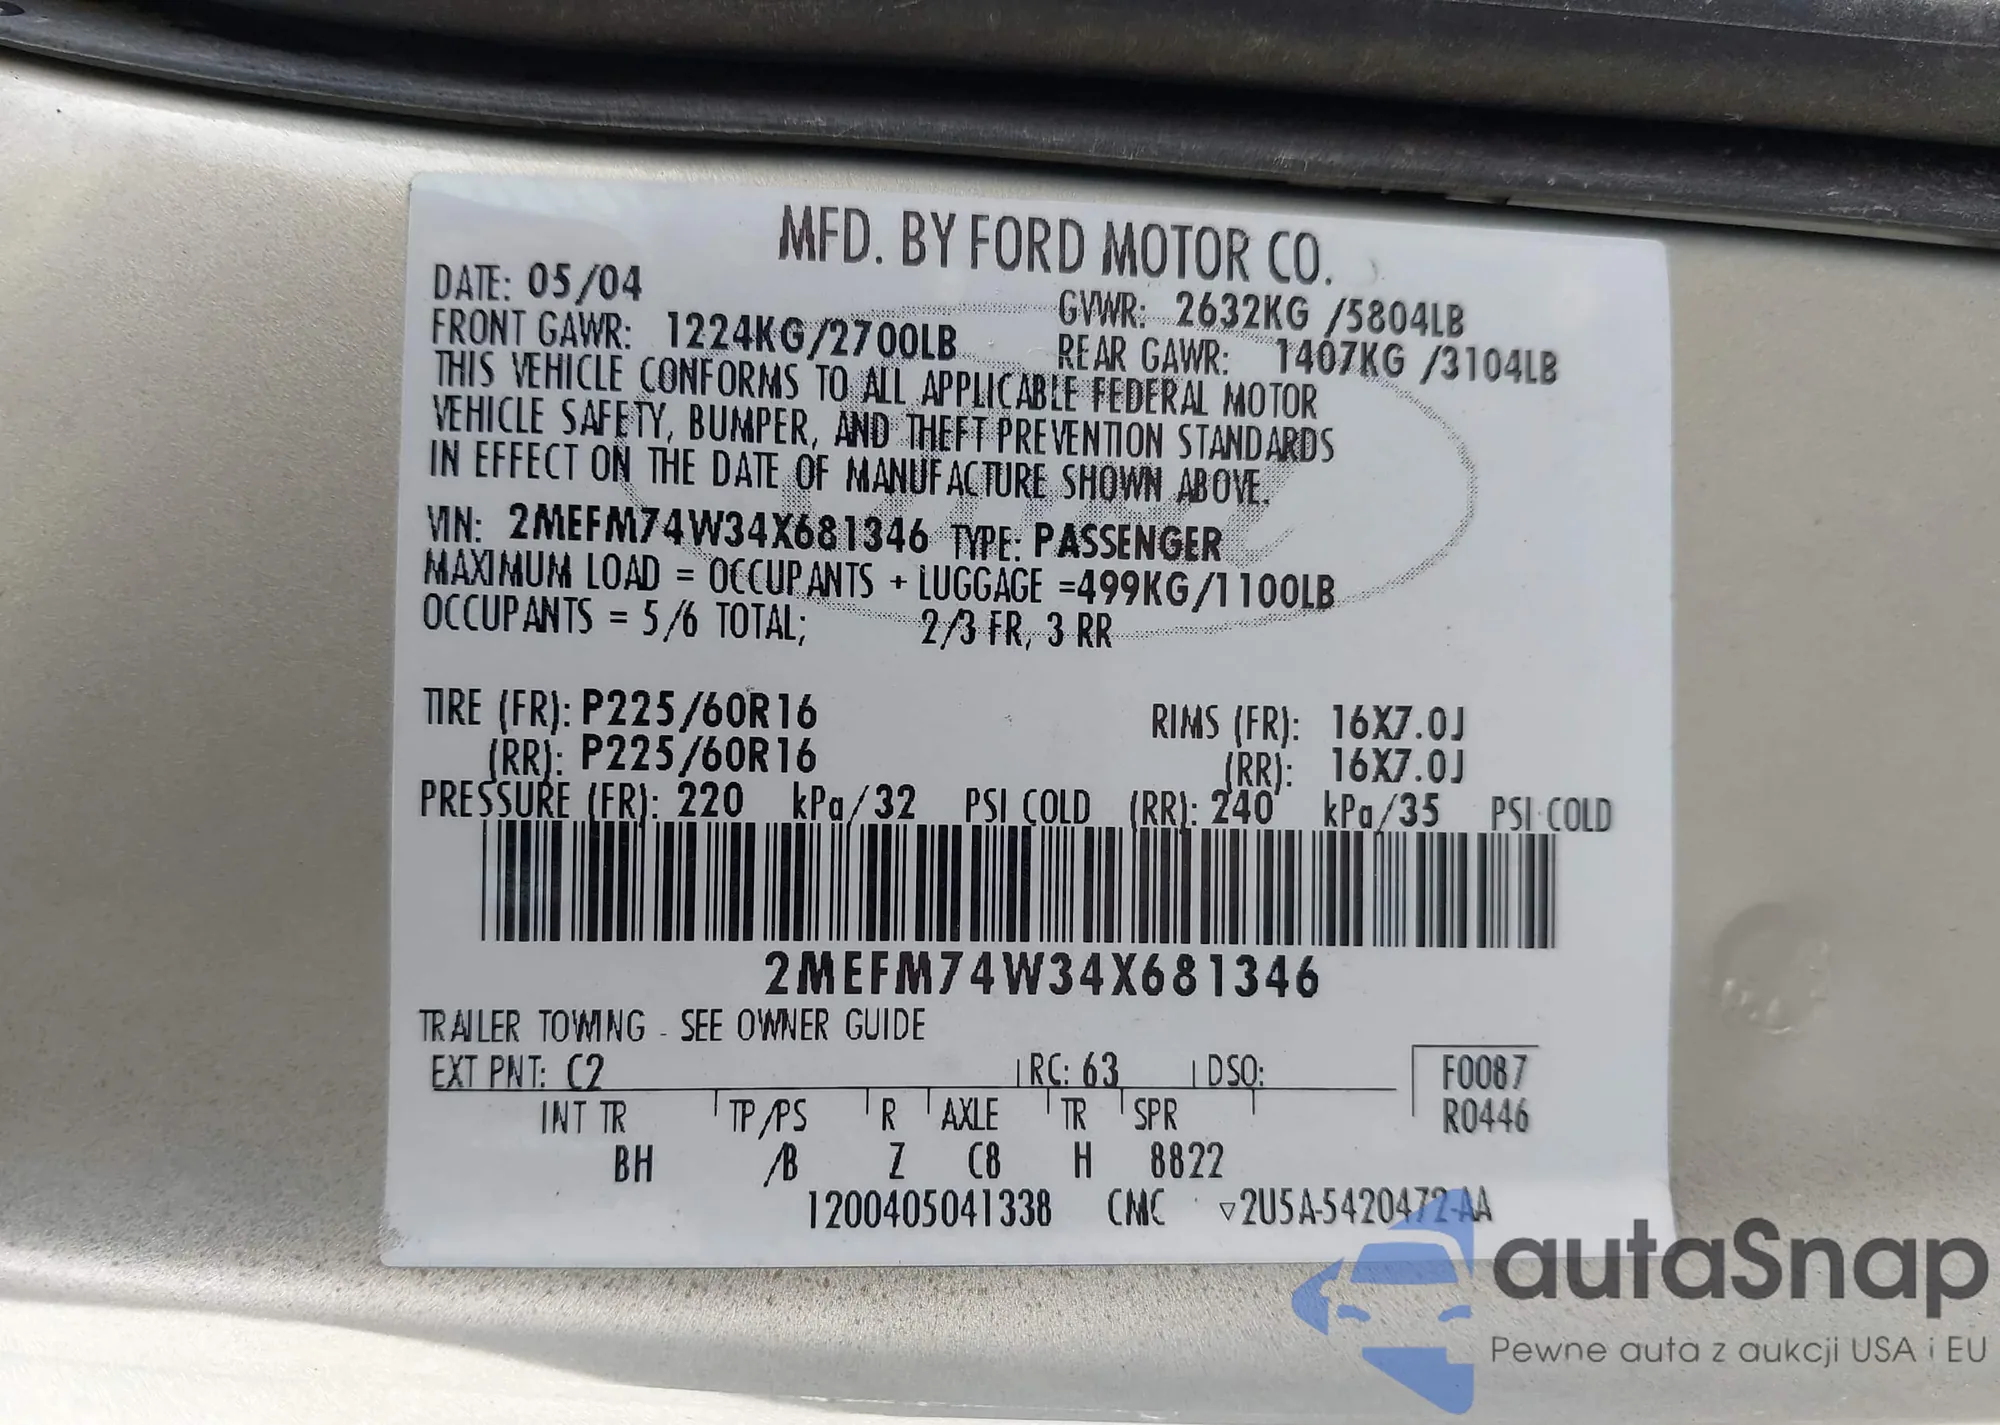 MFD. BY FORD MOTOR CO.
DATE: 05/04 GVWR: 2632KG /5804LB
FRONT GAWR: 1224KG/2700LB REAR GAWR: 1407KG /3104LB
THIS VEHICLE CONFORMS TO ALL APPLICABLE FEDERAL MOTOR
VEHICLE SAFETY, BUMPER, AND THEFT PREVENTION STANDARDS
IN EFFECT ON THE DATE OF MANUFACTURE SHOWN ABOVE.
VIN: 2MEFM74W34X681346 TYPE: PASSENGER
MAXIMUM LOAD = OCCUPANTS + LUGGAGE =499KG/1100LB
OCCUPANTS = 5/6 TOTAL; 2/3 FR, 3 RR
TIRE (FR): P225/60R16 RIMS (FR): 16X7.0J
(RR): P225/60R16 (RR): 16X7.0J
PRESSURE (FR): 220 kPa/32 PSI COLD (RR): 240 kPa/35 PSI COLD
2MEFM74W34X681346
TRAILER TOWING - SEE OWNER GUIDE
EXT PNT: C2 RC: 63 DSO: F0087
INT TR TP/PS R AXLE TR SPR R0446
BH /B Z C8 H 8822
1200405041338 CMC ▽2U5A-5420472-AA
autaSnap
Pewne auta z aukcji USA i EU